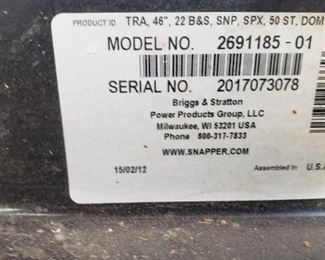 PRODUCT ID. TRA, 46", 22 B&S, SNP, SPX, 50 ST, DOM
MODEL NO. 2691185 - 01
SERIAL NO. 2017073078
Briggs & Stratton
Power Products Group, LLC
Milwaukee, WI 53201 USA
Phone 800-317-7833
WWW.SNAPPER.COM
15/02/12 Assembled In U.S.